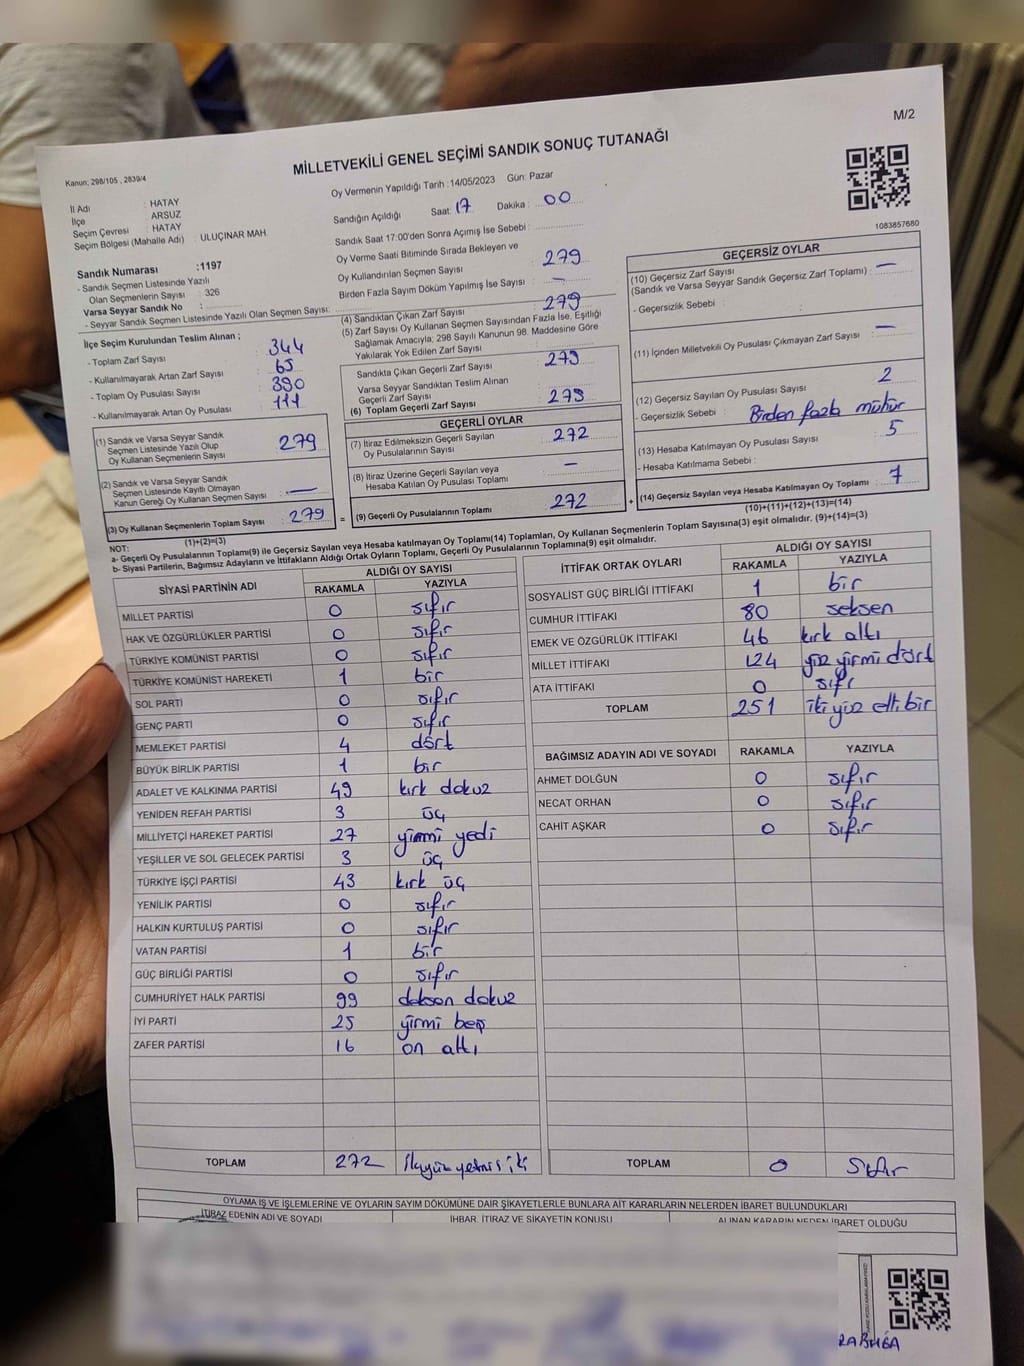 M/2
MİLLETVEKİLİ GENEL SEÇİMİ SANDIK SONUÇ TUTANAĞI
Kanun; 298/105 , 2839/4
Oy Vermenin Yapıldığı Tarih :14/05/2023 Gün: Pazar
İl Adı : HATAY
İlçe : ARSUZ
Seçim Çevresi : HATAY
Seçim Bölgesi (Mahalle Adı) : ULUÇINAR MAH.
Sandığın Açıldığı Saat: 17 Dakika : 00
Sandık Saat 17:00'den Sonra Açımış İse Sebebi :
Oy Verme Saati Bitiminde Sırada Bekleyen ve
Oy Kullandırılan Seçmen Sayısı : 279
Birden Fazla Sayım Döküm Yapılmış İse Sayısı : —
Sandık Numarası :1197
- Sandık Seçmen Listesinde Yazılı
Olan Seçmenlerin Sayısı : 326
Varsa Seyyar Sandık No :
- Seyyar Sandık Seçmen Listesinde Yazılı Olan Seçmen Sayısı:
İlçe Seçim Kurulundan Teslim Alınan ;
- Toplam Zarf Sayısı : 344
- Kullanılmayarak Artan Zarf Sayısı : 65
- Toplam Oy Pusulası Sayısı : 390
- Kullanılmayarak Artan Oy Pusulası : 111
(1) Sandık ve Varsa Seyyar Sandık
Seçmen Listesinde Yazılı Olup
Oy Kullanan Seçmenlerin Sayısı : 279
(2) Sandık ve Varsa Seyyar Sandık
Seçmen Listesinde Kayıtlı Olmayan
Kanun Gereği Oy Kullanan Seçmen Sayısı : —
(3) Oy Kullanan Seçmenlerin Toplam Sayısı : 279
(1)+(2)=(3)
(4) Sandıktan Çıkan Zarf Sayısı : 279
(5) Zarf Sayısı Oy Kullanan Seçmen Sayısından Fazla İse, Eşitliği
Sağlamak Amacıyla; 298 Sayılı Kanunun 98. Maddesine Göre
Yakılarak Yok Edilen Zarf Sayısı :
Sandıkta Çıkan Geçerli Zarf Sayısı : 279
Varsa Seyyar Sandıktan Teslim Alınan
Geçerli Zarf Sayısı :
(6) Toplam Geçerli Zarf Sayısı : 279
GEÇERLİ OYLAR
(7) İtiraz Edilmeksizin Geçerli Sayılan
Oy Pusulalarının Sayısı : 272
(8) İtiraz Üzerine Geçerli Sayılan veya
Hesaba Katılan Oy Pusulası Toplamı : —
= (9) Geçerli Oy Pusulalarının Toplamı : 272 +
1083857680
GEÇERSİZ OYLAR
(10) Geçersiz Zarf Sayısı
(Sandık ve Varsa Seyyar Sandık Geçersiz Zarf Toplamı) : —
- Geçersizlik Sebebi :
(11) İçinden Milletvekili Oy Pusulası Çıkmayan Zarf Sayısı : —
(12) Geçersiz Sayılan Oy Pusulası Sayısı : 2
- Geçersizlik Sebebi : Birden fazla mühür
(13) Hesaba Katılmayan Oy Pusulası Sayısı : 5
- Hesaba Katılmama Sebebi :
(14) Geçersiz Sayılan veya Hesaba Katılmayan Oy Toplamı : 7
(10)+(11)+(12)+(13)=(14)
NOT:
a- Geçerli Oy Pusulaları Toplamı(9) ile Geçersiz Sayılan veya Hesaba katılmayan Oy Toplamı(14) Toplamları, Oy Kullanan Seçmenlerin Toplam Sayısına(3) eşit olmalıdır. (9)+(14)=(3)
b- Siyasi Partilerin, Bağımsız Adayların ve İttifakların Aldığı Ortak Oyların Toplamı, Geçerli Oy Pusulalarının Toplamına(9) eşit olmalıdır.
SİYASİ PARTİNİN ADI ALDIĞI OY SAYISI
RAKAMLA YAZIYLA
MİLLET PARTİSİ 0 sıfır
HAK VE ÖZGÜRLÜKLER PARTİSİ 0 sıfır
TÜRKİYE KOMÜNİST PARTİSİ 0 sıfır
TÜRKİYE KOMÜNİST HAREKETİ 1 bir
SOL PARTİ 0 sıfır
GENÇ PARTİ 0 sıfır
MEMLEKET PARTİSİ 4 dört
BÜYÜK BİRLİK PARTİSİ 1 bir
ADALET VE KALKINMA PARTİSİ 49 kırk dokuz
YENİDEN REFAH PARTİSİ 3 üç
MİLLİYETÇİ HAREKET PARTİSİ 27 yirmi yedi
YEŞİLLER VE SOL GELECEK PARTİSİ 3 üç
TÜRKİYE İŞÇİ PARTİSİ 43 kırk üç
YENİLİK PARTİSİ 0 sıfır
HALKIN KURTULUŞ PARTİSİ 0 sıfır
VATAN PARTİSİ 1 bir
GÜÇ BİRLİĞİ PARTİSİ 0 sıfır
CUMHURİYET HALK PARTİSİ 99 doksan dokuz
İYİ PARTİ 25 yirmi beş
ZAFER PARTİSİ 16 on altı
TOPLAM 272 ikiyüz yetmiş iki
İTTİFAK ORTAK OYLARI ALDIĞI OY SAYISI
RAKAMLA YAZIYLA
SOSYALİST GÜÇ BİRLİĞİ İTTİFAKI 1 bir
CUMHUR İTTİFAKI 80 seksen
EMEK VE ÖZGÜRLÜK İTTİFAKI 46 kırk altı
MİLLET İTTİFAKI 124 yüz yirmi dört
ATA İTTİFAKI 0 sıfır
TOPLAM 251 iki yüz elli bir
BAĞIMSIZ ADAYIN ADI VE SOYADI RAKAMLA YAZIYLA
AHMET DOLĞUN 0 sıfır
NECAT ORHAN 0 sıfır
CAHİT AŞKAR 0 sıfır
TOPLAM 0 Sıfır
OYLAMA İŞ VE İŞLEMLERİNE VE OYLARIN SAYIM DÖKÜMÜNE DAİR ŞİKAYETLERLE BUNLARA AİT KARARLARIN NELERDEN İBARET BULUNDUKLARI
İTİRAZ EDENİN ADI VE SOYADI İHBAR, İTİRAZ VE ŞİKAYETİN KONUSU ALINAN KARARIN NEDEN İBARET OLDUĞU